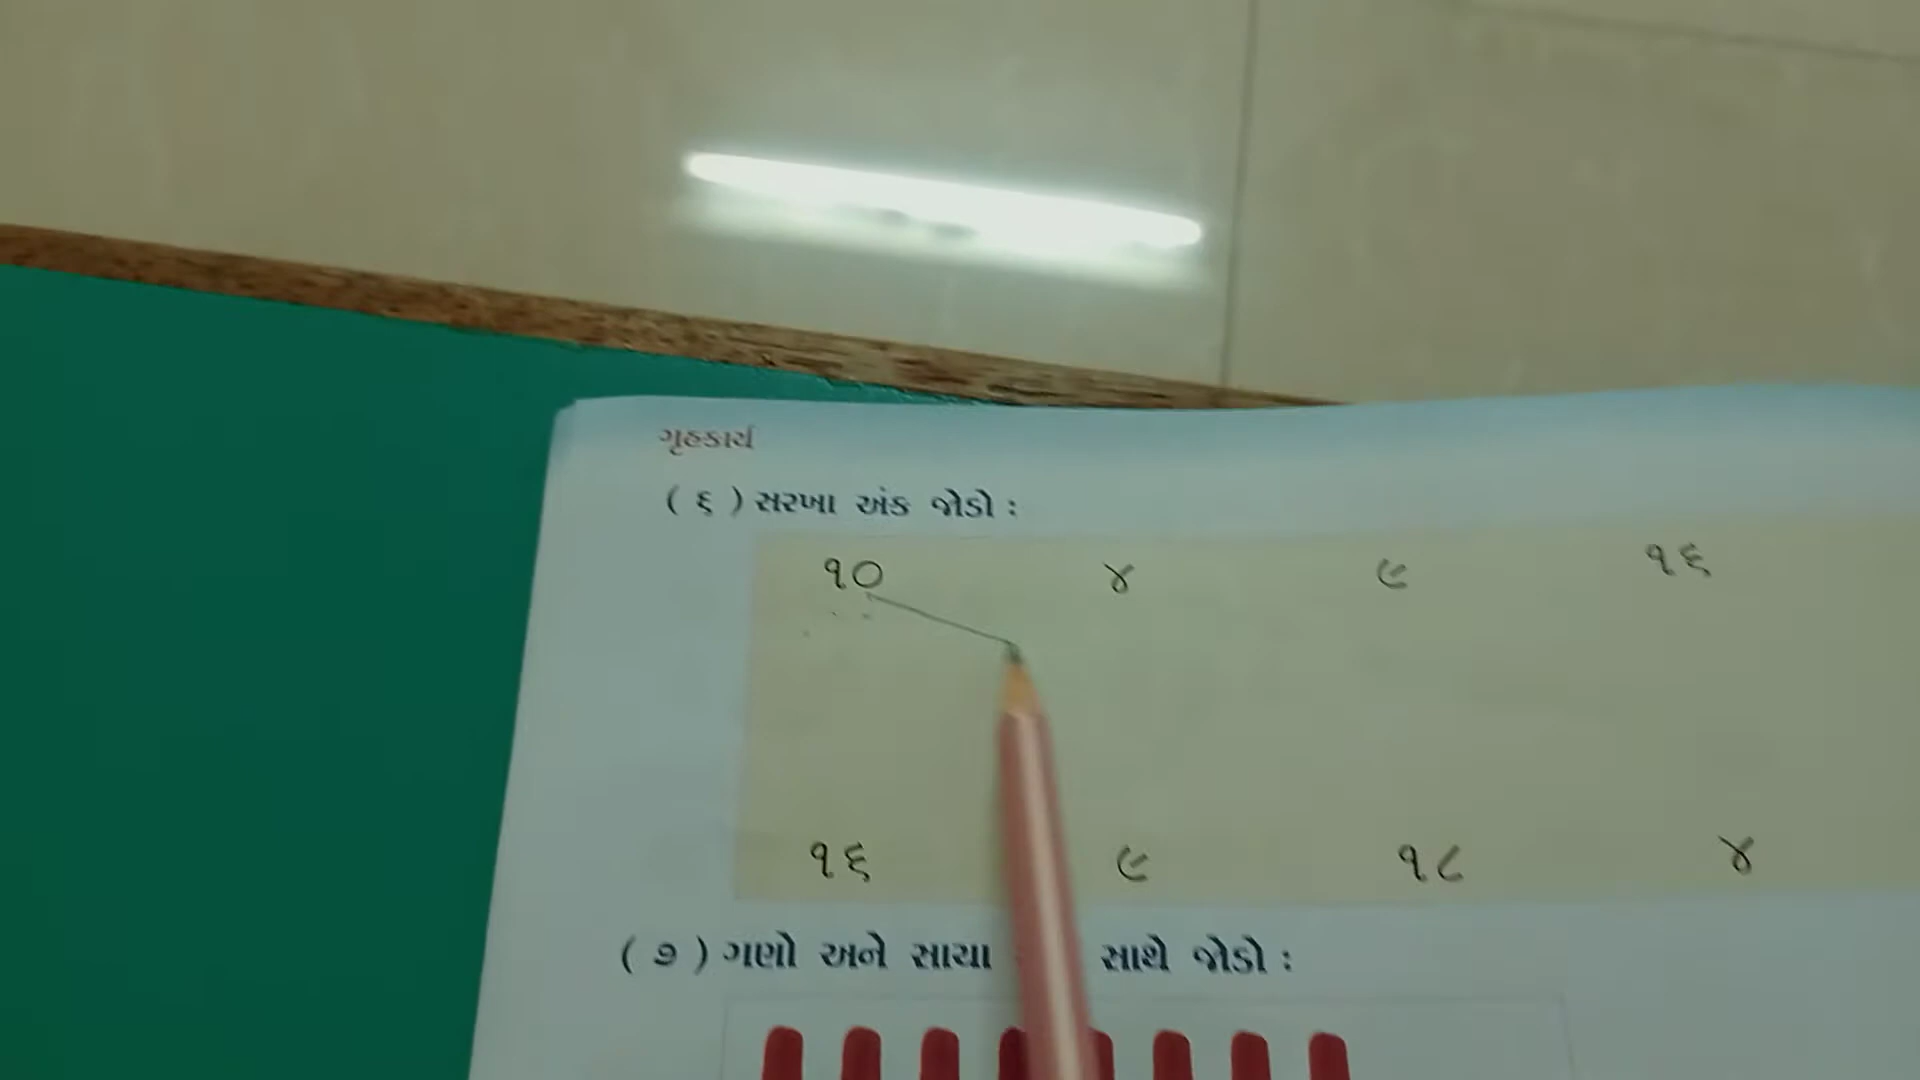 ગૃહકાર્ય
( ૬ ) સરખા અંક જોડો :
૧૦ ૪ ૯ ૧૬
૧૬ ૯ ૧૮ ૪
( ૭ ) ગણો અને સાચા સાથે જોડો :